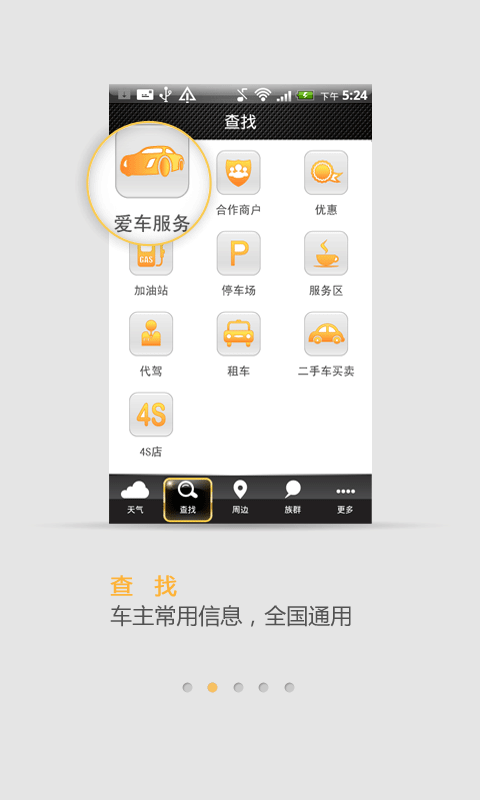 下午 5:24
查找
爱车服务
合作商户
优惠
GAS
P
加油站
停车场
服务区
代驾
租车
二手车买卖
4S
4S店
天气
查找
周边
族群
更多
查 找
车主常用信息，全国通用